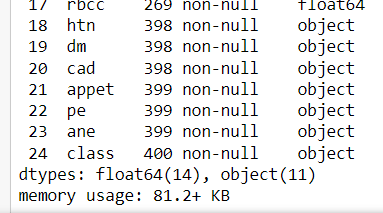 17 rbcc 269 non-null float64
18 htn 398 non-null object
19 dm 398 non-null object
20 cad 398 non-null object
21 appet 399 non-null object
22 pe 399 non-null object
23 ane 399 non-null object
24 class 400 non-null object
dtypes: float64(14), object(11)
memory usage: 81.2+ KB